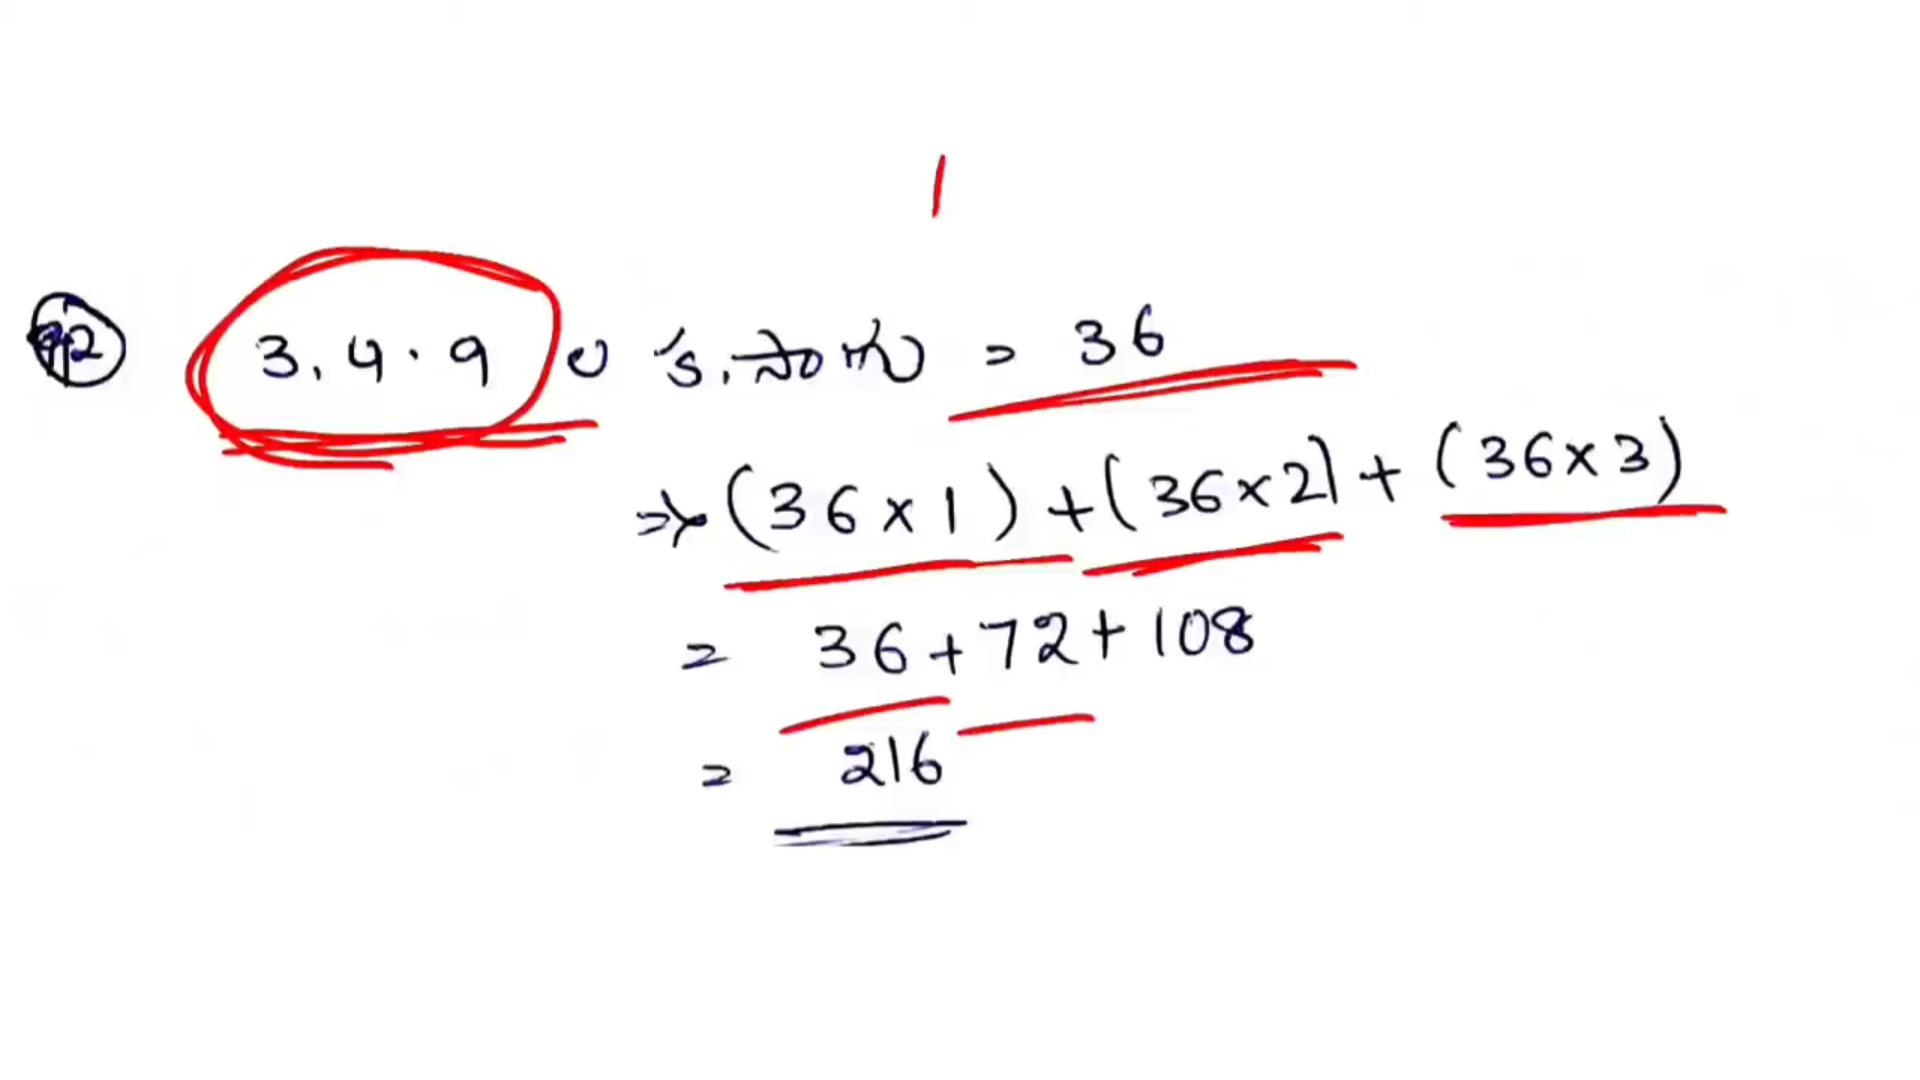 92 3, 4, 9 ల క.సా.గు = 36
⇒ (36 x 1) + (36 x 2) + (36 x 3)
= 36 + 72 + 108
= 216